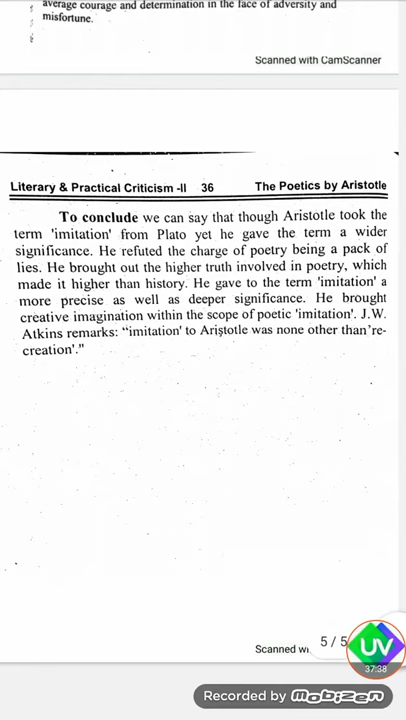 average courage and determination in the face of adversity and
misfortune.
Scanned with CamScanner
Literary & Practical Criticism -II 36 The Poetics by Aristotle
To conclude we can say that though Aristotle took the
term 'imitation' from Plato yet he gave the term a wider
significance. He refuted the charge of poetry being a pack of
lies. He brought out the higher truth involved in poetry, which
made it higher than history. He gave to the term 'imitation' a
more precise as well as deeper significance. He brought
creative imagination within the scope of poetic 'imitation'. J.W.
Atkins remarks: "imitation' to Aristotle was none other than 're-
creation'."
Scanned wi 5 / 5
UV
37:38
Recorded by mobizen